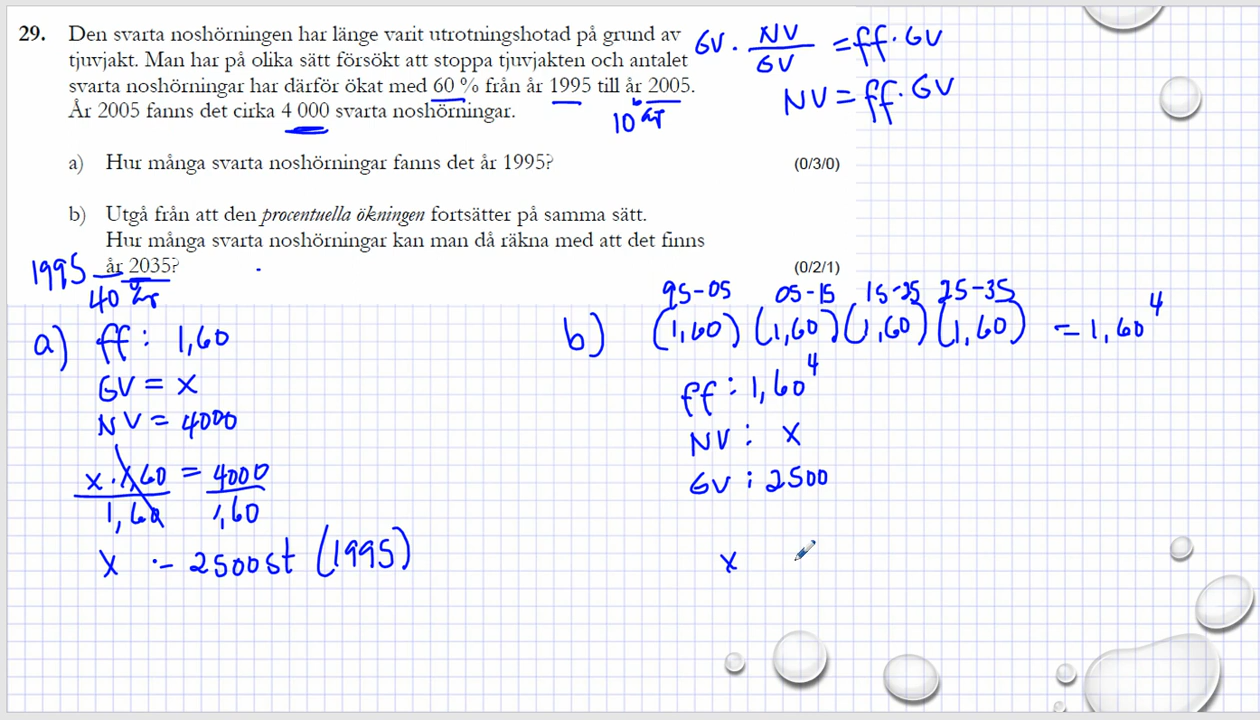 29. Den svarta noshörningen har länge varit utrotningshotad på grund av
tjuvjakt. Man har på olika sätt försökt att stoppa tjuvjakten och antalet
svarta noshörningar har därför ökat med 60 % från år 1995 till år 2005.
År 2005 fanns det cirka 4 000 svarta noshörningar.
10 år
GV · NV/GV = ff · GV
NV = ff · GV
a) Hur många svarta noshörningar fanns det år 1995? (0/3/0)
b) Utgå från att den procentuella ökningen fortsätter på samma sätt.
Hur många svarta noshörningar kan man då räkna med att det finns
år 2035? (0/2/1)
1995
40 år
a) ff : 1,60
GV = x
NV = 4000
x · 1,60 / 1,60 = 4000 / 1,60
x = 2500 st (1995)
95-05 05-15 15-25 25-35
b) (1,60) (1,60) (1,60) (1,60) = 1,60^4
ff : 1,60^4
NV : x
GV : 2500
x